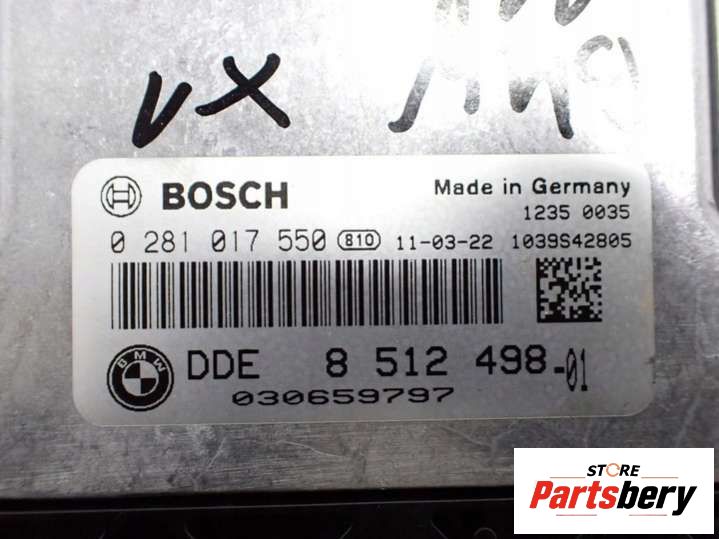 VX
BOSCH
Made in Germany
1235 0035
0 281 017 550 810 11-03-22 1039S42805
BMW
DDE 8 512 498-01
030659797
STORE
Partsbery